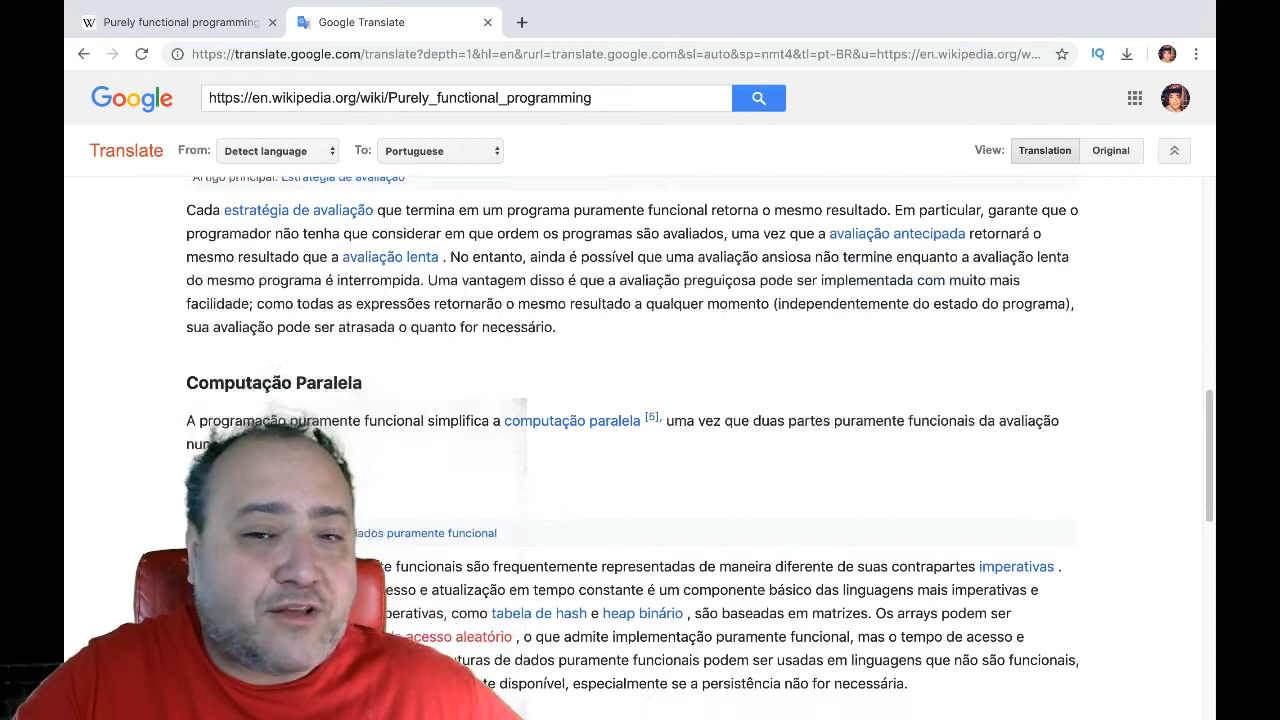 W Purely functional programming
Google Translate
https://translate.google.com/translate?depth=1&hl=en&rurl=translate.google.com&sl=auto&sp=nmt4&tl=pt-BR&u=https://en.wikipedia.org/w...
IQ
Google
https://en.wikipedia.org/wiki/Purely_functional_programming
Translate From: Detect language To: Portuguese View: Translation Original
Artigo principal: Estratégia de avaliação
Cada estratégia de avaliação que termina em um programa puramente funcional retorna o mesmo resultado. Em particular, garante que o
programador não tenha que considerar em que ordem os programas são avaliados, uma vez que a avaliação antecipada retornará o
mesmo resultado que a avaliação lenta . No entanto, ainda é possível que uma avaliação ansiosa não termine enquanto a avaliação lenta
do mesmo programa é interrompida. Uma vantagem disso é que a avaliação preguiçosa pode ser implementada com muito mais
facilidade; como todas as expressões retornarão o mesmo resultado a qualquer momento (independentemente do estado do programa),
sua avaliação pode ser atrasada o quanto for necessário.
Computação Paralela
A programação puramente funcional simplifica a computação paralela [5], uma vez que duas partes puramente funcionais da avaliação
dados puramente funcional
funcionais são frequentemente representadas de maneira diferente de suas contrapartes imperativas .
e atualização em tempo constante é um componente básico das linguagens mais imperativas e
como tabela de hash e heap binário , são baseadas em matrizes. Os arrays podem ser
acesso aleatório , o que admite implementação puramente funcional, mas o tempo de acesso e
de dados puramente funcionais podem ser usadas em linguagens que não são funcionais,
disponível, especialmente se a persistência não for necessária.